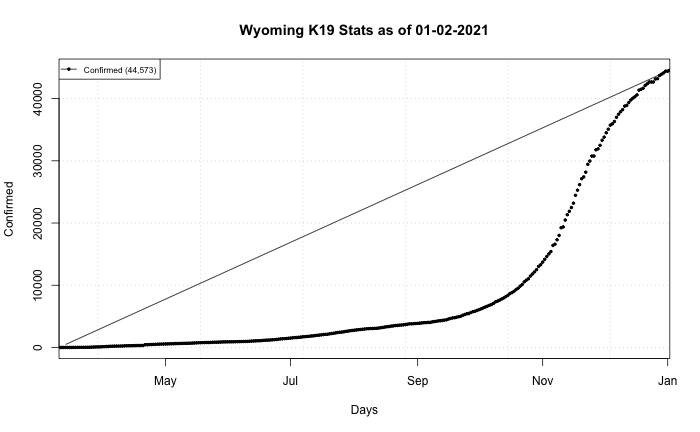 Wyoming K19 Stats as of 01-02-2021
Confirmed (44,573)
Confirmed
40000
30000
20000
10000
0
May Jul Sep Nov Jan
Days